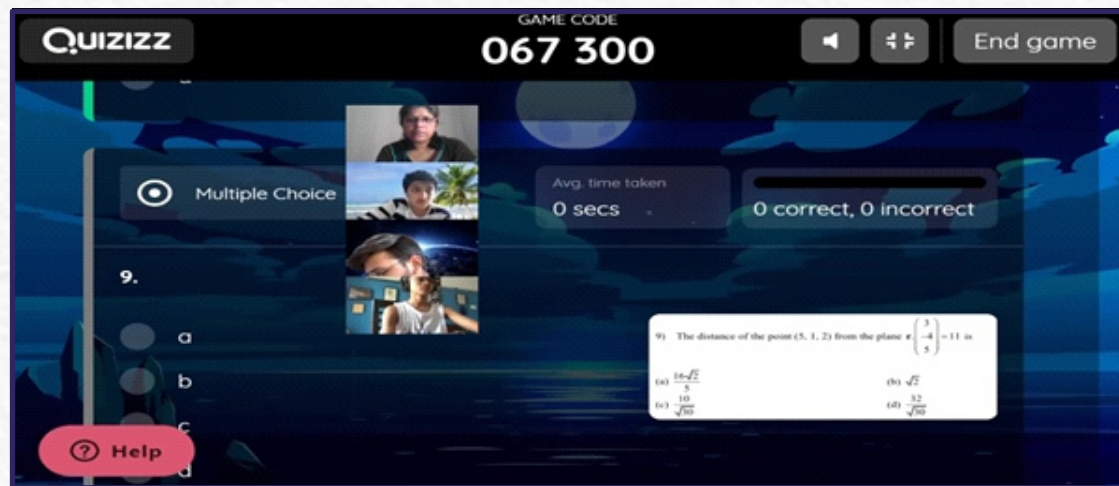 Quizizz
GAME CODE
067 300
End game
Multiple Choice
Avg. time taken
0 secs
0 correct, 0 incorrect
9.
a
b
c
d
9) The distance of the point (5, 1, 2) from the plane r.(3 -4 5) = 11 is
(a) 16√2/5 (b) √2
(c) 10/√50 (d) 32/√50
Help